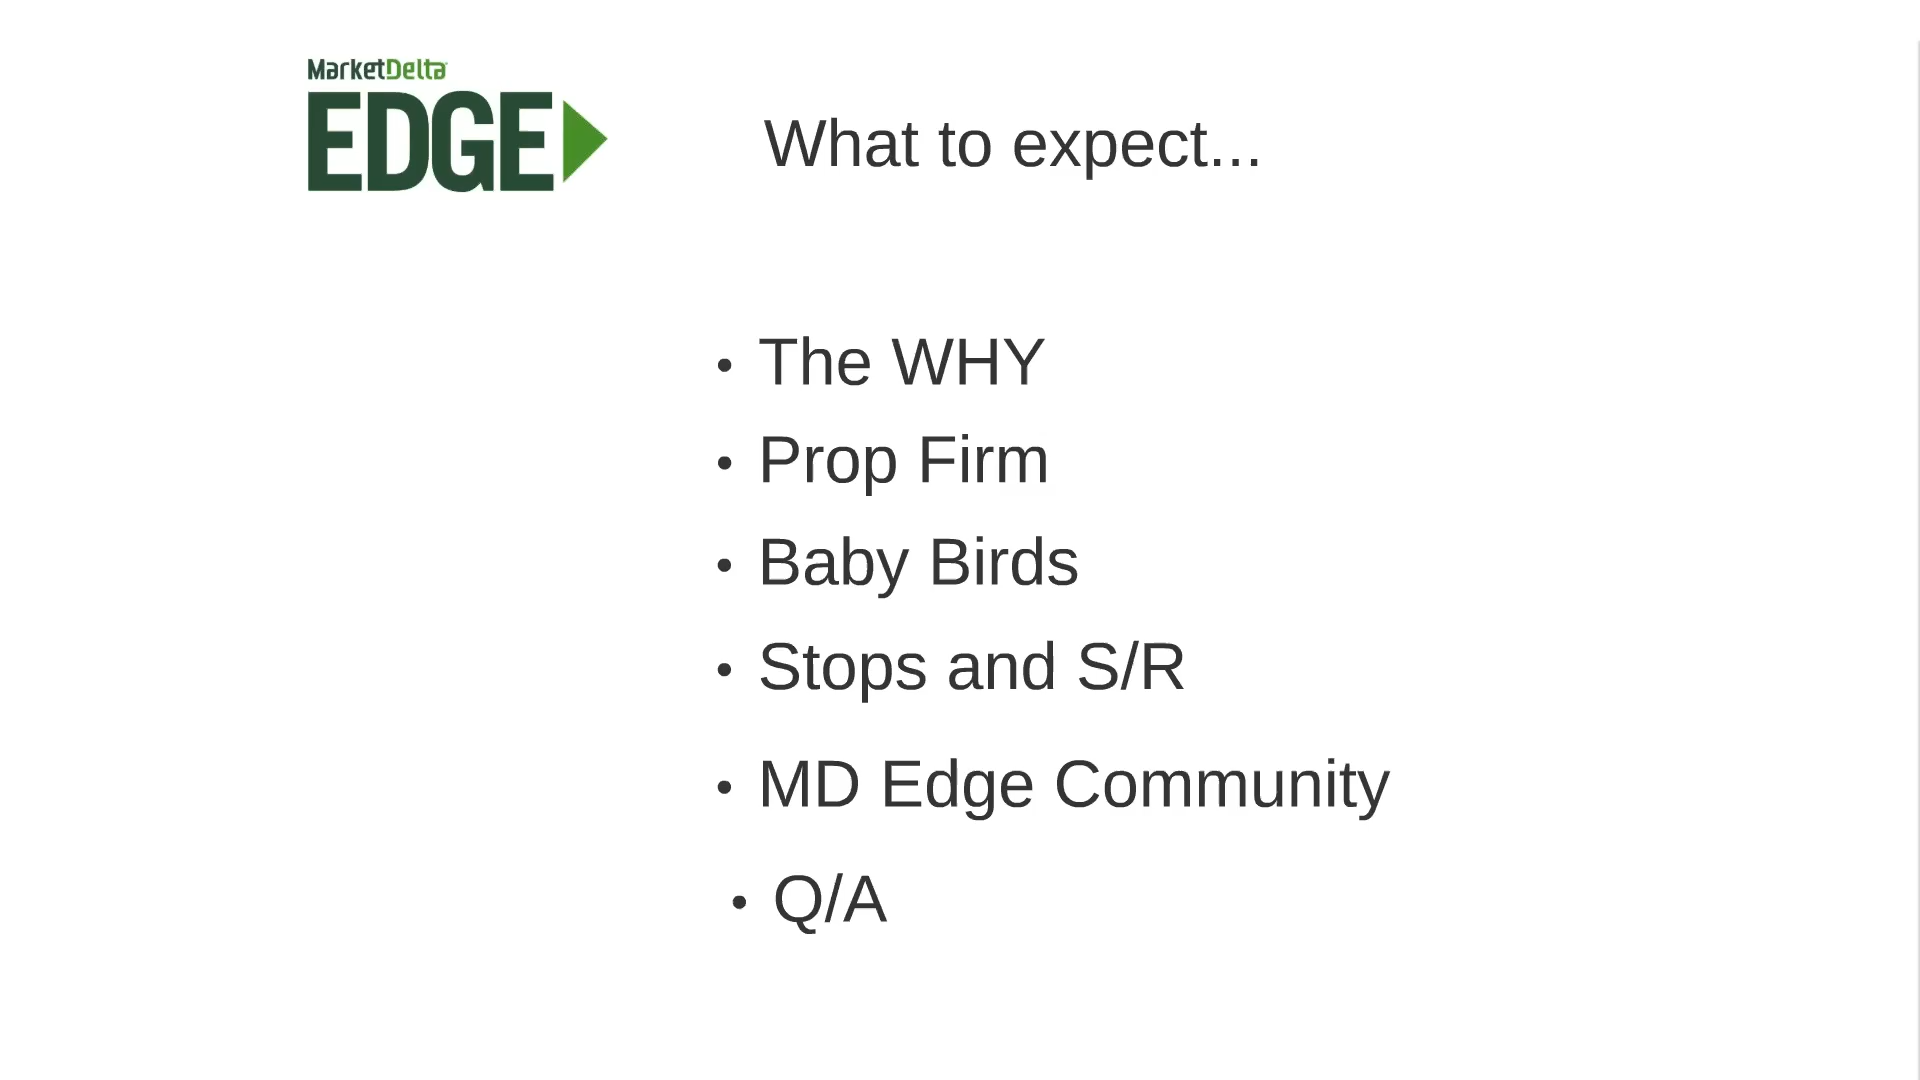 MarketDelta
EDGE
What to expect...
• The WHY
• Prop Firm
• Baby Birds
• Stops and S/R
• MD Edge Community
• Q/A